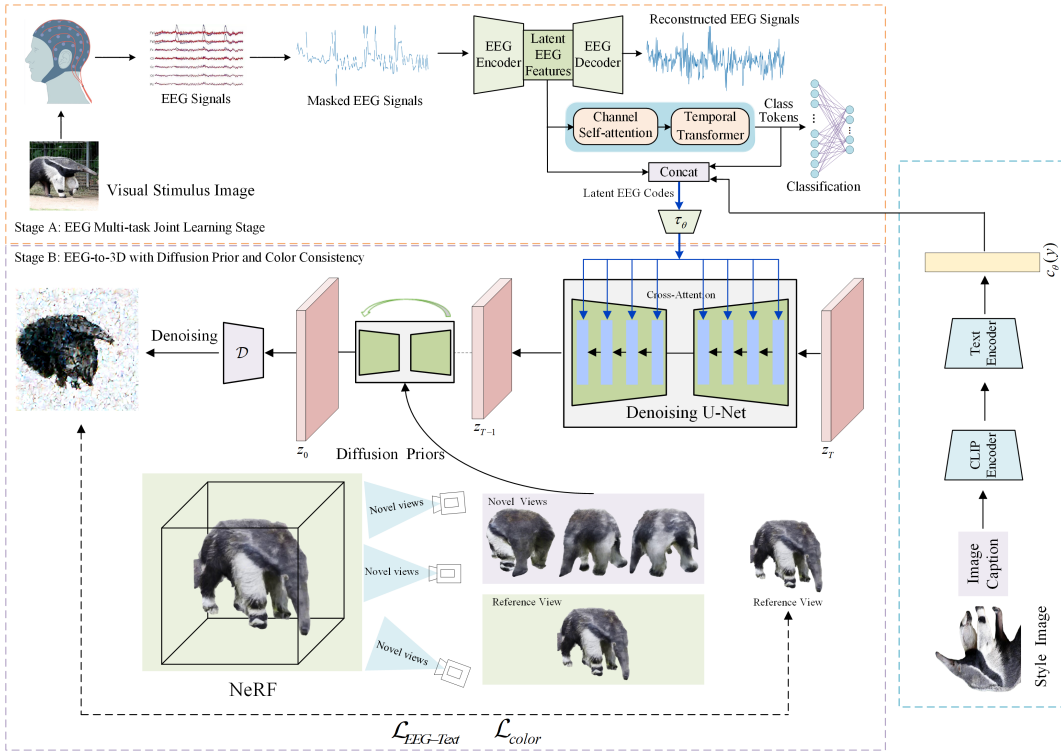 EEG Signals
Masked EEG Signals
EEG
Encoder
Latent
EEG
Features
EEG
Decoder
Reconstructed EEG Signals
Channel
Self-attention
Temporal
Transformer
Class
Tokens
Classification
Concat
Latent EEG Codes
τθ
Visual Stimulus Image
Stage A: EEG Multi-task Joint Learning Stage
Stage B: EEG-to-3D with Diffusion Prior and Color Consistency
Denoising
𝒟
z0
Diffusion Priors
zT−1
Cross-Attention
Denoising U-Net
zT
NeRF
Novel views
Novel views
Novel views
Novel Views
Reference View
Reference View
ℒEEG–Text
ℒcolor
cθ(y)
Text
Encoder
CLIP
Encoder
Image
Caption
Style Image